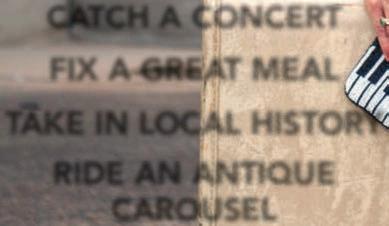 CATCH A CONCERT
FIX A GREAT MEAL
TAKE IN LOCAL HISTORY
RIDE AN ANTIQUE
CAROUSEL